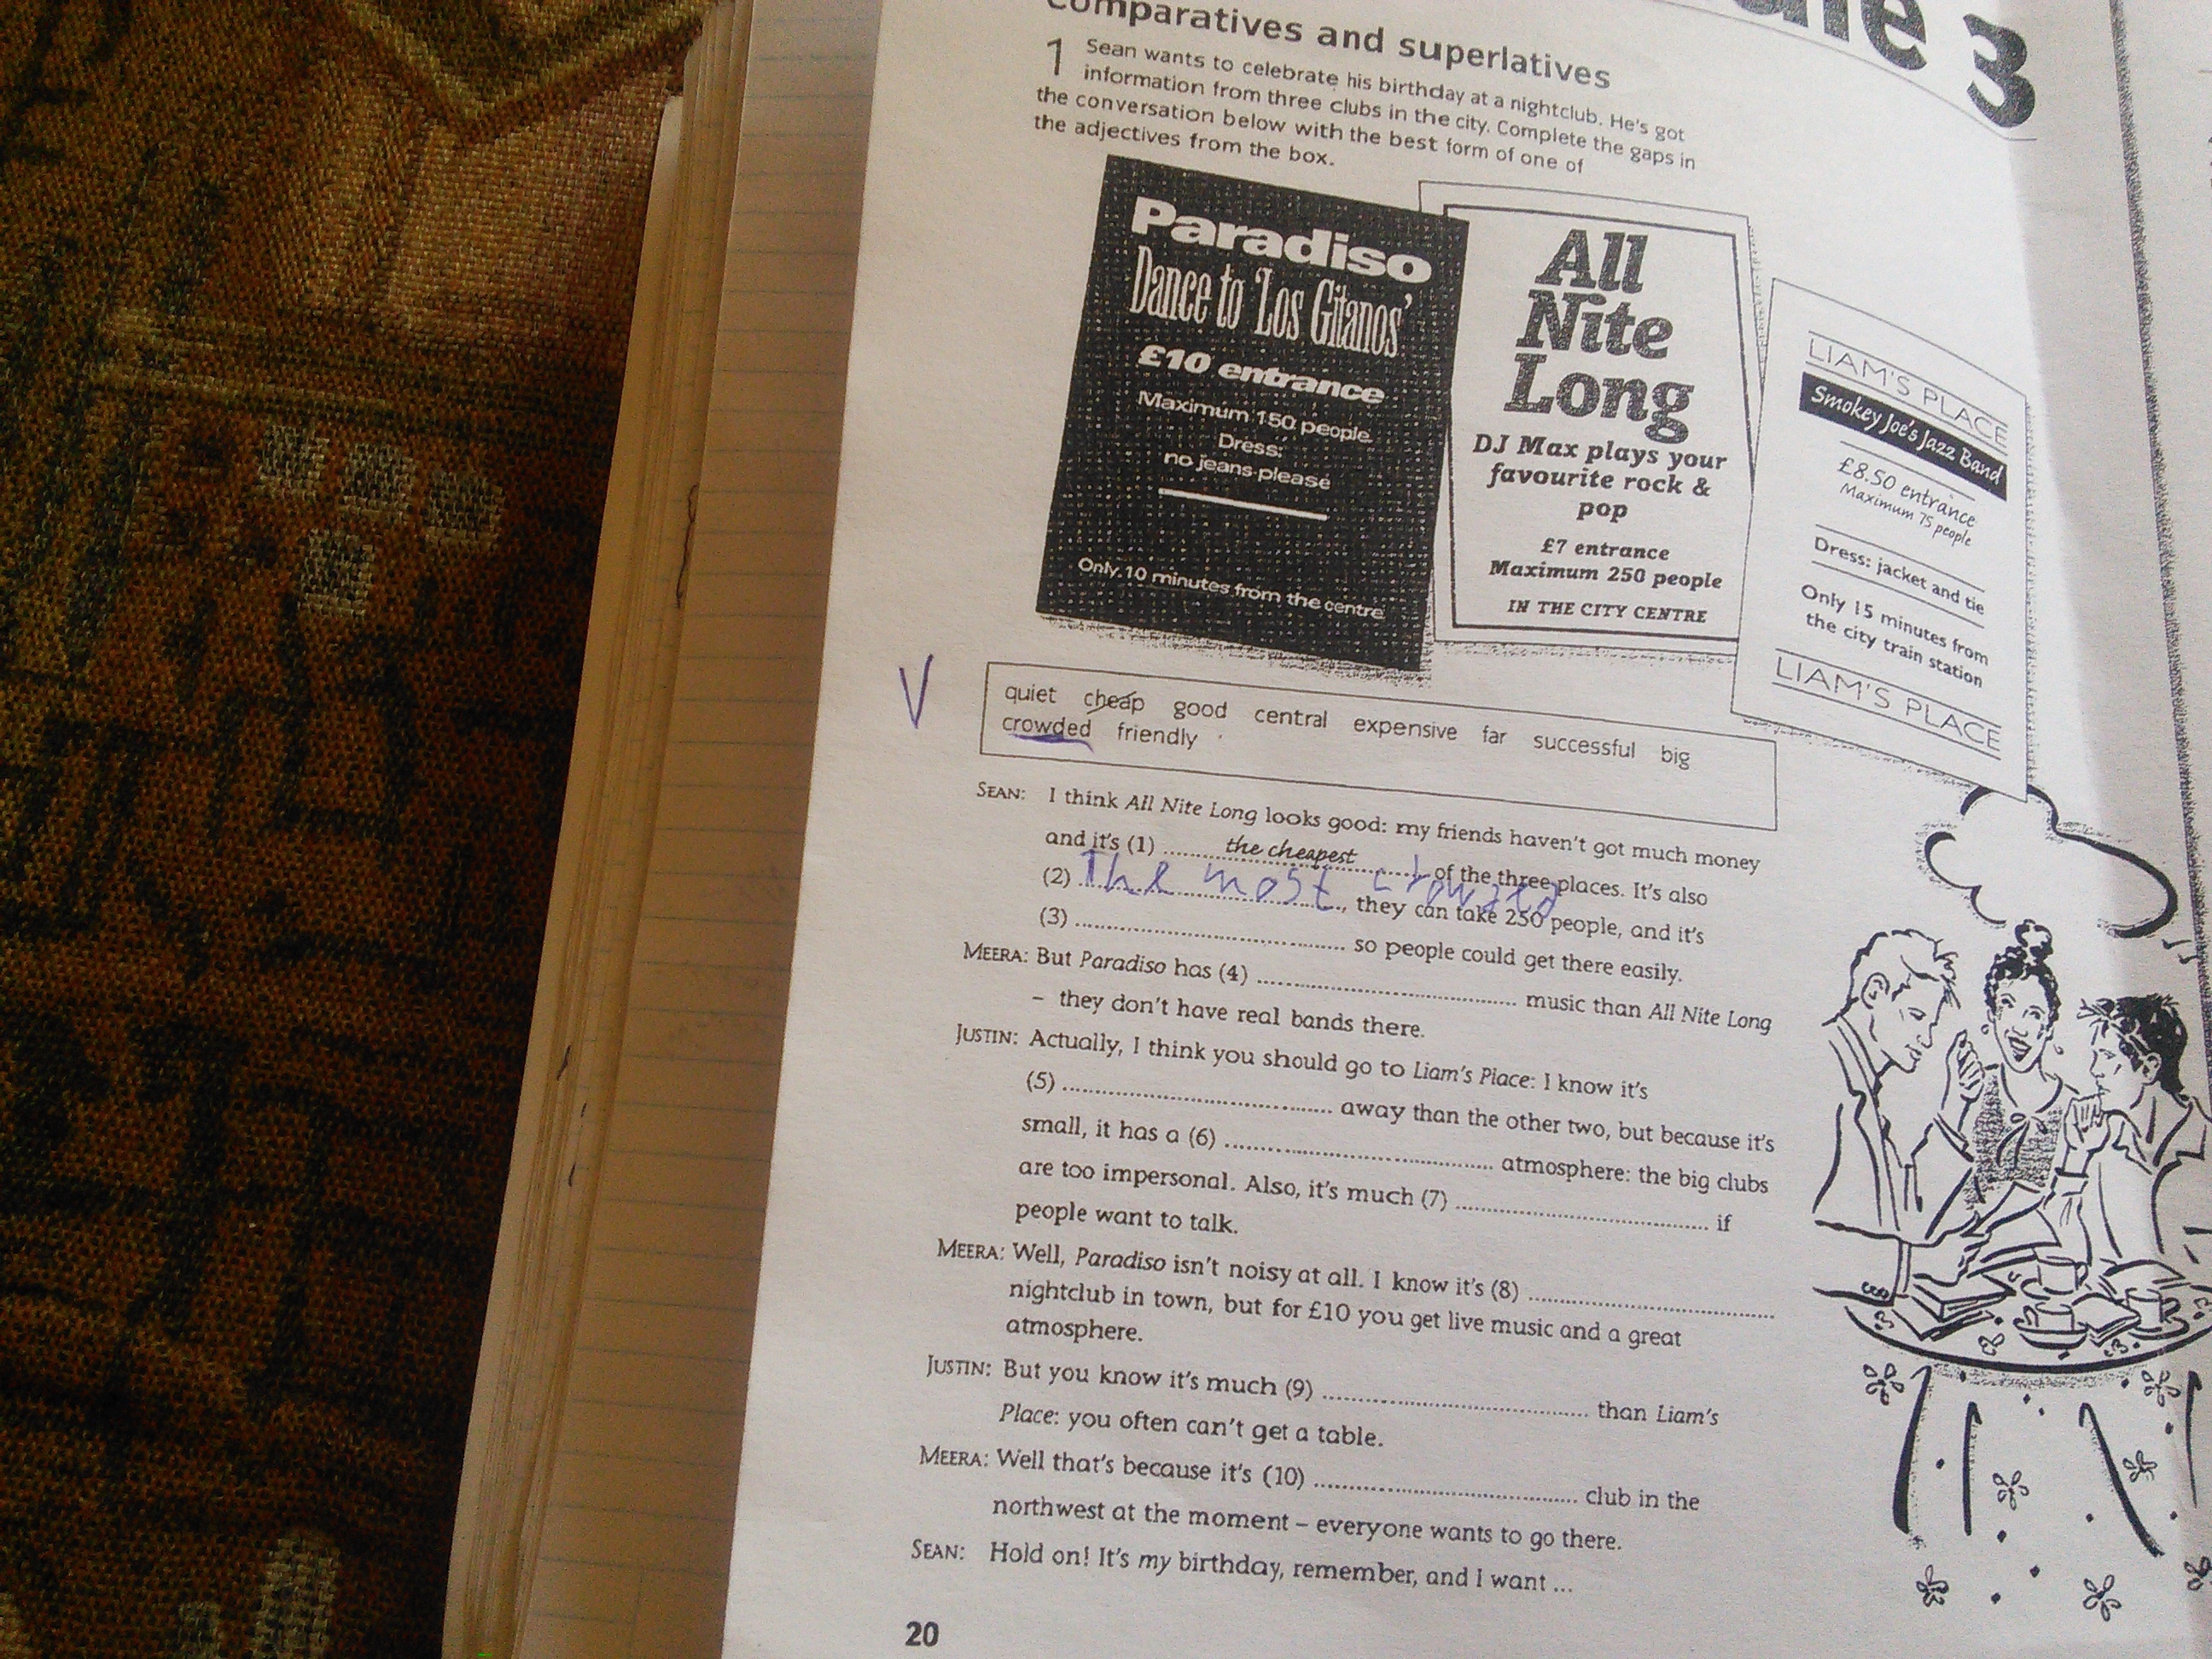 Comparatives and superlatives
3
1 Sean wants to celebrate his birthday at a nightclub. He's got
information from three clubs in the city. Complete the gaps in
the conversation below with the best form of one of
the adjectives from the box.
Paradiso
Dance to 'Los Gitanos'
£10 entrance
Maximum 150 people
Dress:
no jeans please
Only 10 minutes from the centre
All
Nite
Long
DJ Max plays your
favourite rock &
pop
£7 entrance
Maximum 250 people
IN THE CITY CENTRE
LIAM'S PLACE
Smokey Joe's Jazz Band
£8.50 entrance
Maximum 75 people
Dress: jacket and tie
Only 15 minutes from
the city train station
LIAM'S PLACE
V
quiet cheap good central expensive far successful big
crowded friendly
SEAN: I think All Nite Long looks good: my friends haven't got much money
and it's (1) the cheapest of the three places. It's also
(2) The most crowded, they can take 250 people, and it's
(3) so people could get there easily.
MEERA: But Paradiso has (4) music than All Nite Long
– they don't have real bands there.
JUSTIN: Actually, I think you should go to Liam's Place: I know it's
(5) away than the other two, but because it's
small, it has a (6) atmosphere: the big clubs
are too impersonal. Also, it's much (7) if
people want to talk.
MEERA: Well, Paradiso isn't noisy at all. I know it's (8)
nightclub in town, but for £10 you get live music and a great
atmosphere.
JUSTIN: But you know it's much (9) than Liam's
Place: you often can't get a table.
MEERA: Well that's because it's (10) club in the
northwest at the moment – everyone wants to go there.
SEAN: Hold on! It's my birthday, remember, and I want ...
20